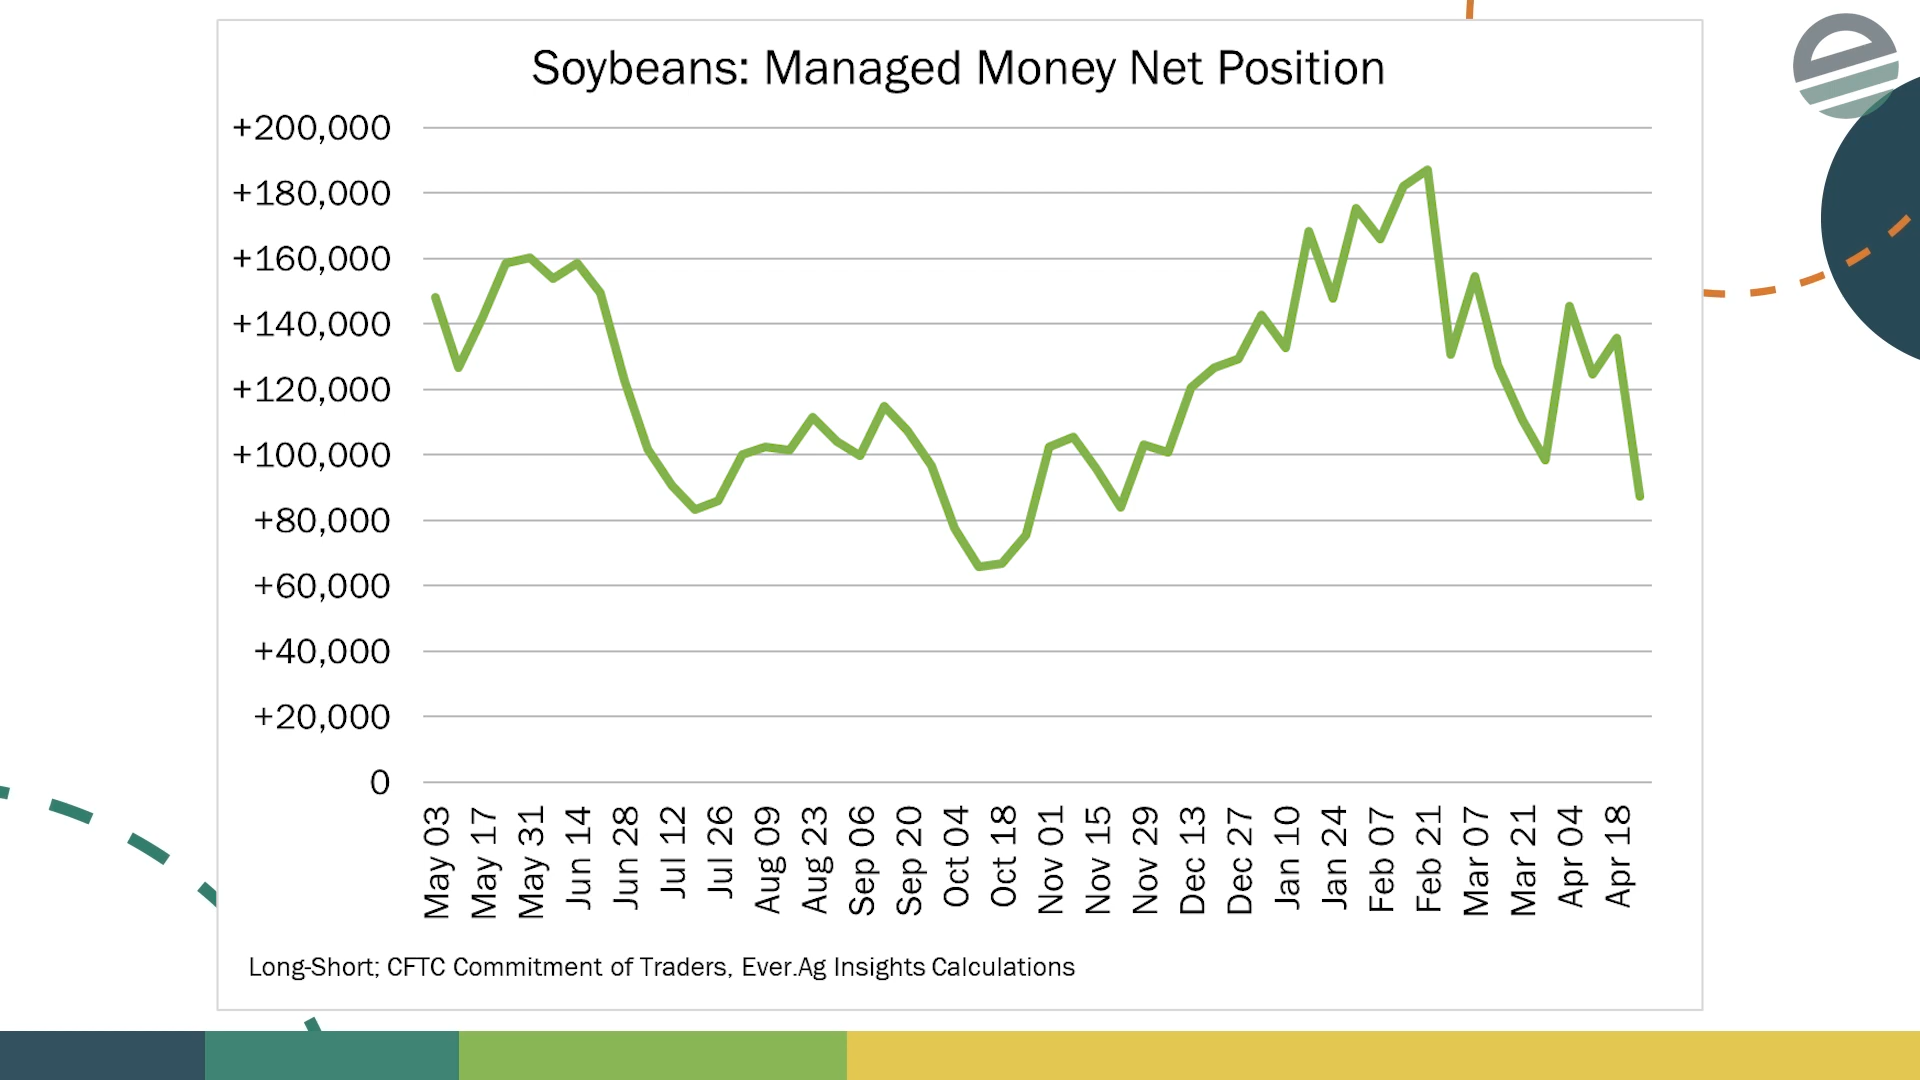 Soybeans: Managed Money Net Position
+200,000
+180,000
+160,000
+140,000
+120,000
+100,000
+80,000
+60,000
+40,000
+20,000
0
May 03
May 17
May 31
Jun 14
Jun 28
Jul 12
Jul 26
Aug 09
Aug 23
Sep 06
Sep 20
Oct 04
Oct 18
Nov 01
Nov 15
Nov 29
Dec 13
Dec 27
Jan 10
Jan 24
Feb 07
Feb 21
Mar 07
Mar 21
Apr 04
Apr 18
Long-Short; CFTC Commitment of Traders, Ever.Ag Insights Calculations